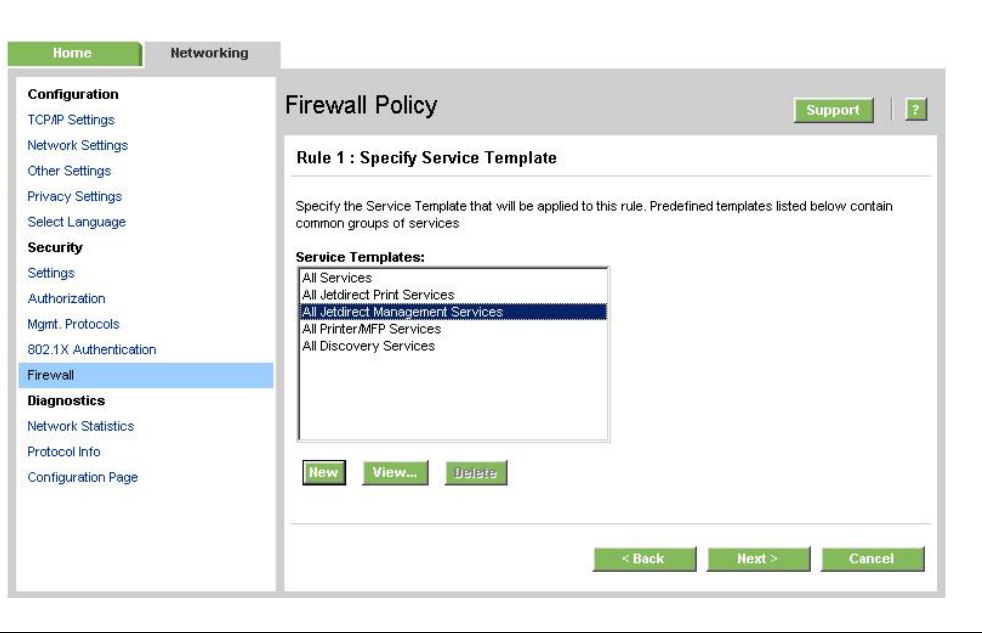 Home
Networking
Configuration
TCP/IP Settings
Network Settings
Other Settings
Privacy Settings
Select Language
Security
Settings
Authorization
Mgmt. Protocols
802.1X Authentication
Firewall
Diagnostics
Network Statistics
Protocol Info
Configuration Page
Firewall Policy
Support
?
Rule 1 : Specify Service Template
Specify the Service Template that will be applied to this rule. Predefined templates listed below contain
common groups of services
Service Templates:
All Services
All Jetdirect Print Services
All Jetdirect Management Services
All Printer/MFP Services
All Discovery Services
New
View...
Delete
< Back
Next >
Cancel